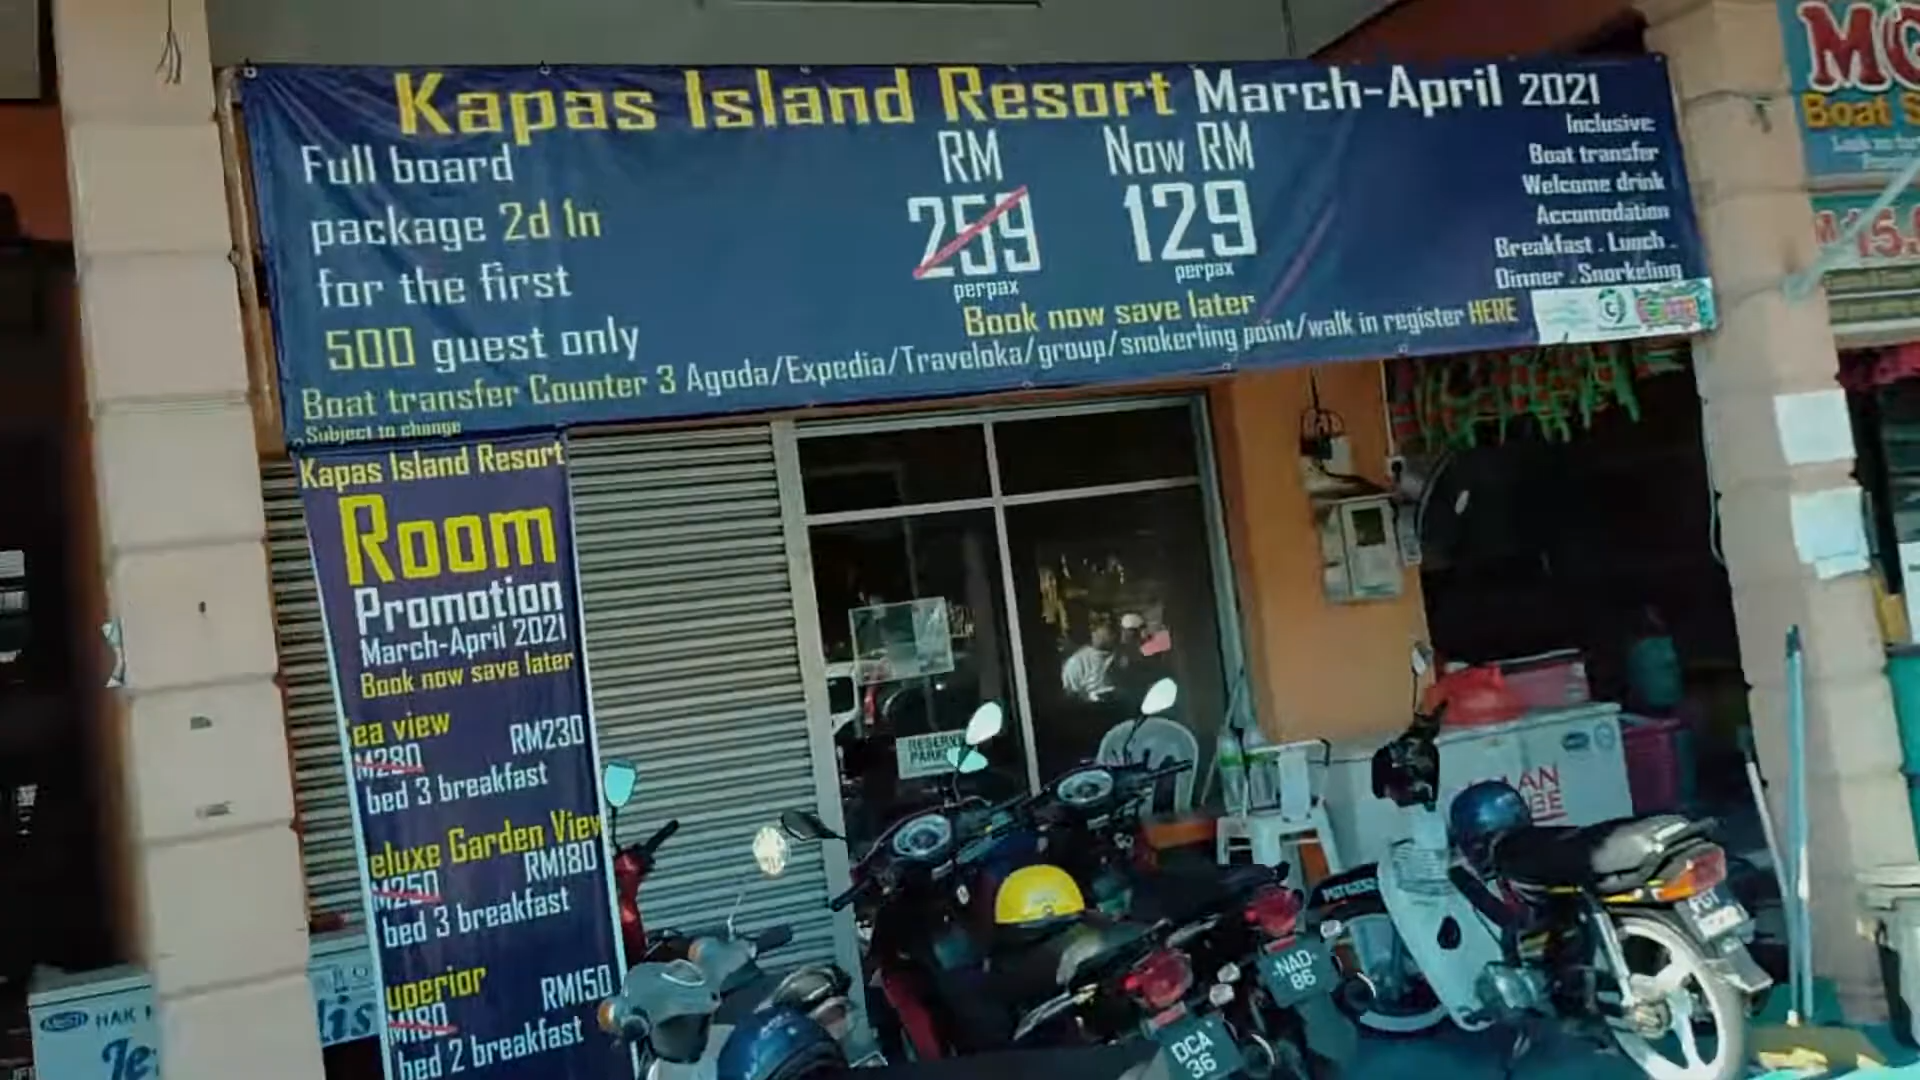 Kapas Island Resort March-April 2021
Full board
package 2d 1n
for the first
500 guest only
RM
259
perpax
Now RM
129
perpax
Book now save later
Inclusive:
Boat transfer
Welcome drink
Accomodation
Breakfast . Lunch .
Dinner . Snorkeling
Boat transfer Counter 3 Agoda/Expedia/Traveloka/group/snokerling point/walk in register HERE
Subject to change
Kapas Island Resort
Room
Promotion
March-April 2021
Book now save later
ea view
M280 RM230
bed 3 breakfast
eluxe Garden View
M250 RM180
bed 3 breakfast
uperior
M180 RM150
bed 2 breakfast
Boat S
NAD
86
DCA
36
HAK